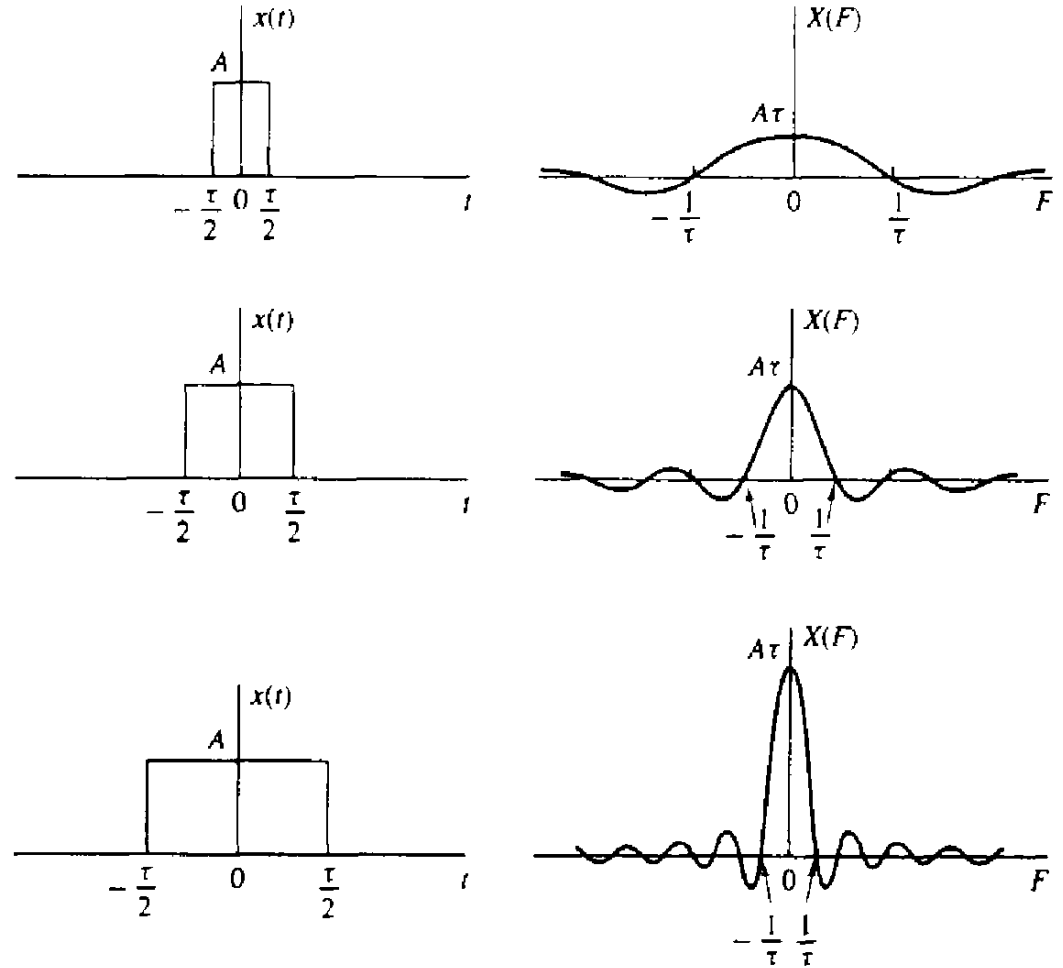 x(t)
A
-τ/2 0 τ/2 t
X(F)
Aτ
-1/τ 0 1/τ F
x(t)
A
-τ/2 0 τ/2 t
X(F)
Aτ
0 F
-1/τ 1/τ
x(t)
A
-τ/2 0 τ/2 t
Aτ X(F)
0 F
-1/τ 1/τ